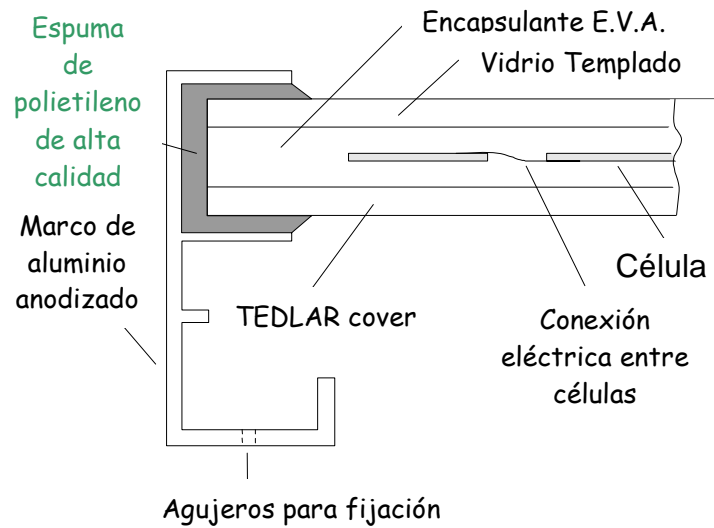 Espuma
de
polietileno
de alta
calidad
Encapsulante E.V.A.
Vidrio Templado
Marco de
aluminio
anodizado
TEDLAR cover
Célula
Conexión
eléctrica entre
células
Agujeros para fijación